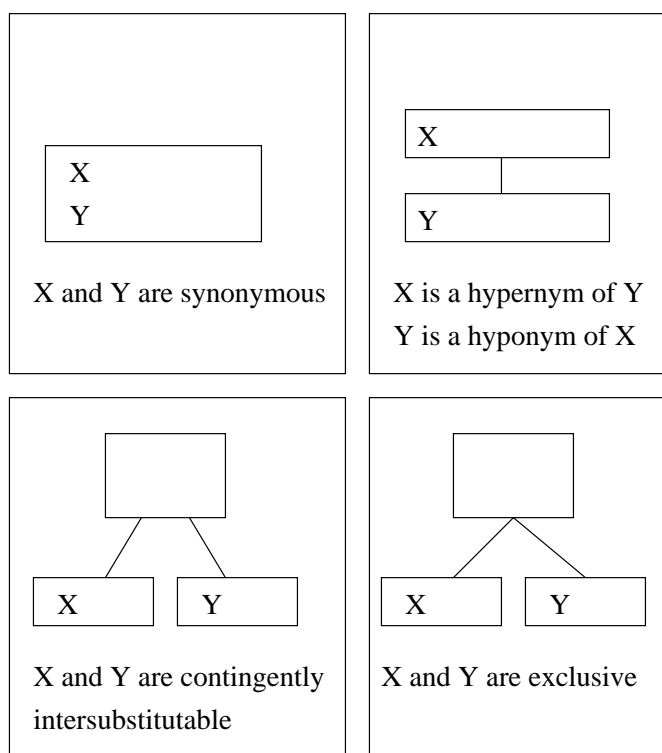 X
Y
X and Y are synonymous
X
Y
X is a hypernym of Y
Y is a hyponym of X
X Y
X and Y are contingently
intersubstitutable
X Y
X and Y are exclusive